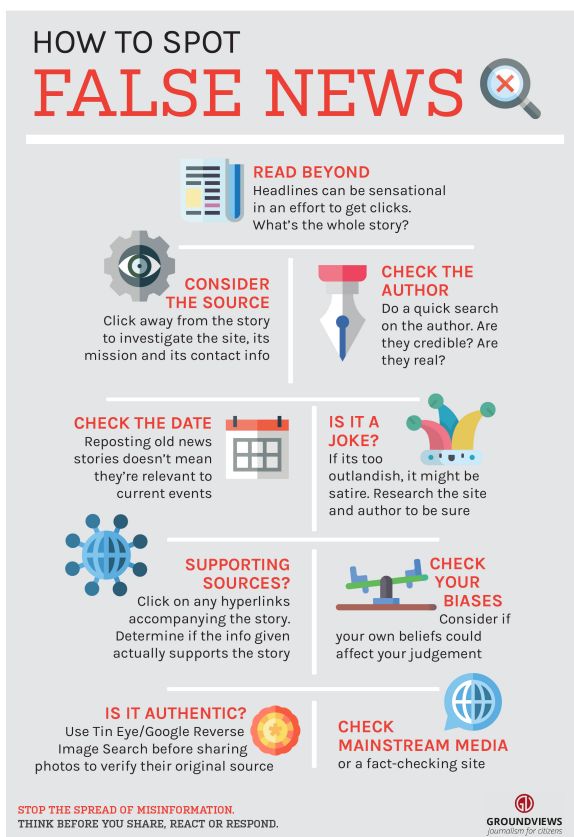 HOW TO SPOT
FALSE NEWS
READ BEYOND
Headlines can be sensational
in an effort to get clicks.
What's the whole story?
CONSIDER
THE SOURCE
Click away from the story
to investigate the site, its
mission and its contact info
CHECK THE
AUTHOR
Do a quick search
on the author. Are
they credible? Are
they real?
CHECK THE DATE
Reposting old news
stories doesn't mean
they're relevant to
current events
IS IT A
JOKE?
If its too
outlandish, it might be
satire. Research the site
and author to be sure
SUPPORTING
SOURCES?
Click on any hyperlinks
accompanying the story.
Determine if the info given
actually supports the story
CHECK
YOUR
BIASES
Consider if
your own beliefs could
affect your judgement
IS IT AUTHENTIC?
Use Tin Eye/Google Reverse
Image Search before sharing
photos to verify their original source
CHECK
MAINSTREAM MEDIA
or a fact-checking site
STOP THE SPREAD OF MISINFORMATION.
THINK BEFORE YOU SHARE, REACT OR RESPOND.
GROUNDVIEWS
journalism for citizens